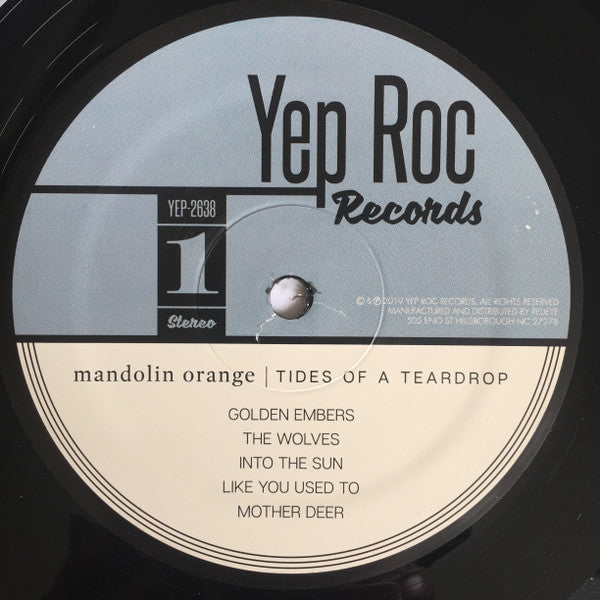 Yep Roc
Records
YEP-2638
1
Stereo
© & ℗ 2019 YEP ROC RECORDS. ALL RIGHTS RESERVED
MANUFACTURED AND DISTRIBUTED BY REDEYE
505 ENO ST HILLSBOROUGH NC 27278
mandolin orange | TIDES OF A TEARDROP
GOLDEN EMBERS
THE WOLVES
INTO THE SUN
LIKE YOU USED TO
MOTHER DEER